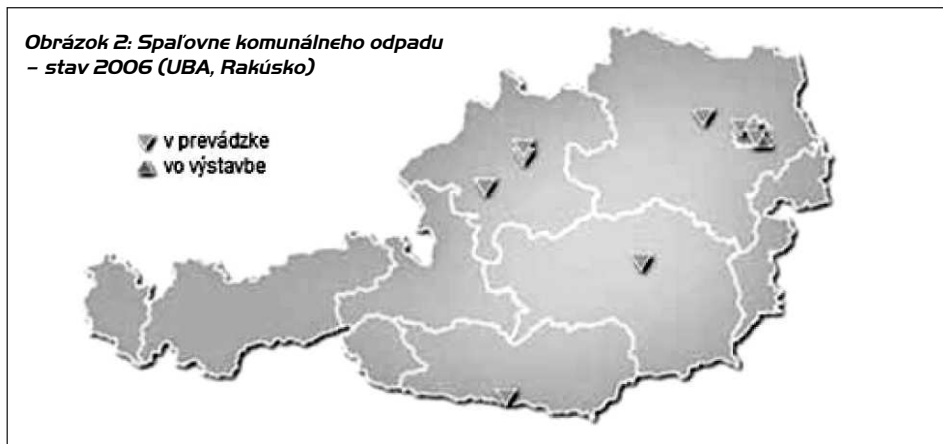 Obrázok 2: Spaľovne komunálneho odpadu
– stav 2006 (UBA, Rakúsko)
v prevádzke
vo výstavbe